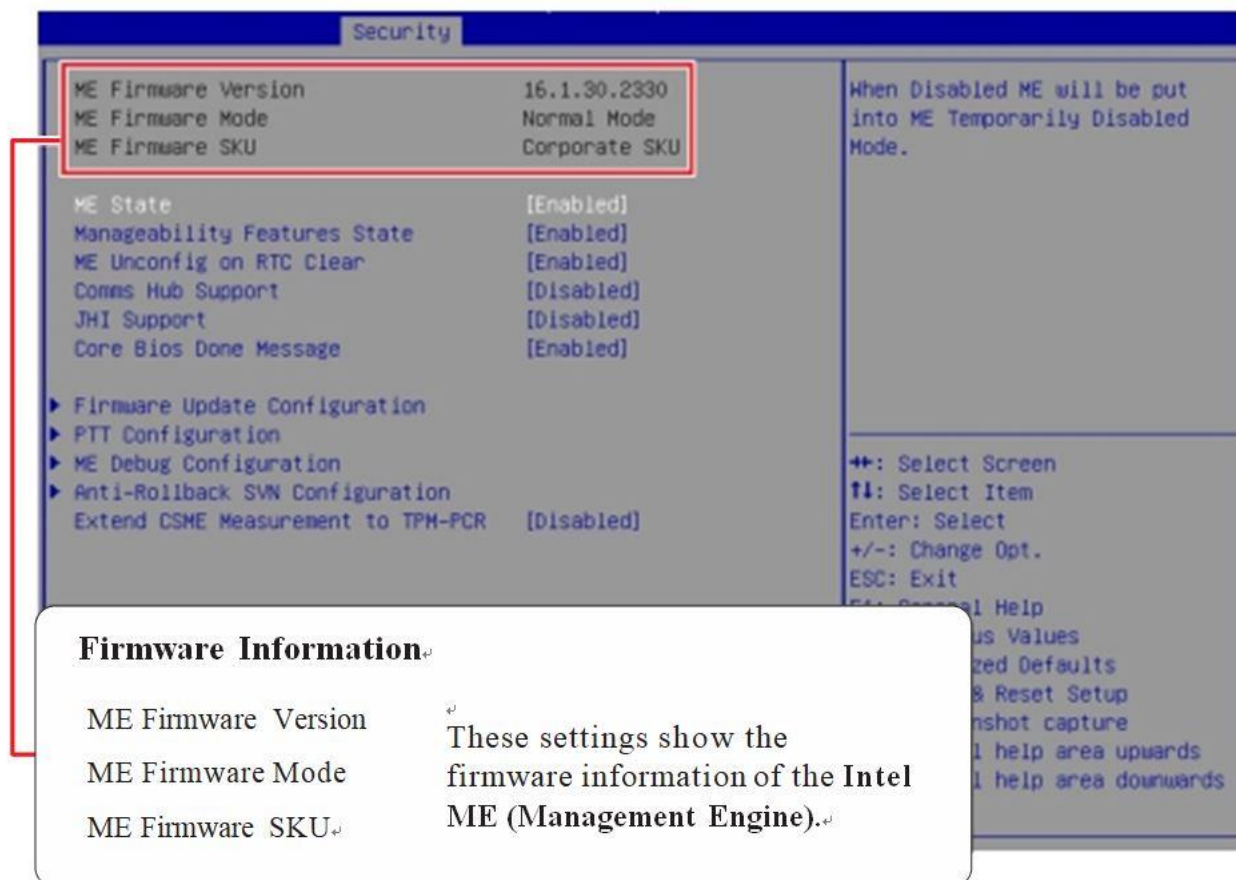 Security
ME Firmware Version 16.1.30.2330
ME Firmware Mode Normal Mode
ME Firmware SKU Corporate SKU
ME State [Enabled]
Manageability Features State [Enabled]
ME Unconfig on RTC Clear [Enabled]
Comms Hub Support [Disabled]
JHI Support [Disabled]
Core Bios Done Message [Enabled]
Firmware Update Configuration
PTT Configuration
ME Debug Configuration
Anti-Rollback SVN Configuration
Extend CSME Measurement to TPM-PCR [Disabled]
When Disabled ME will be put
into ME Temporarily Disabled
Mode.
→←: Select Screen
↑↓: Select Item
Enter: Select
+/-: Change Opt.
ESC: Exit
General Help
Values
Defaults
& Reset Setup
capture
help area upwards
help area downwards
Firmware Information
ME Firmware Version
ME Firmware Mode
ME Firmware SKU
These settings show the
firmware information of the Intel
ME (Management Engine).